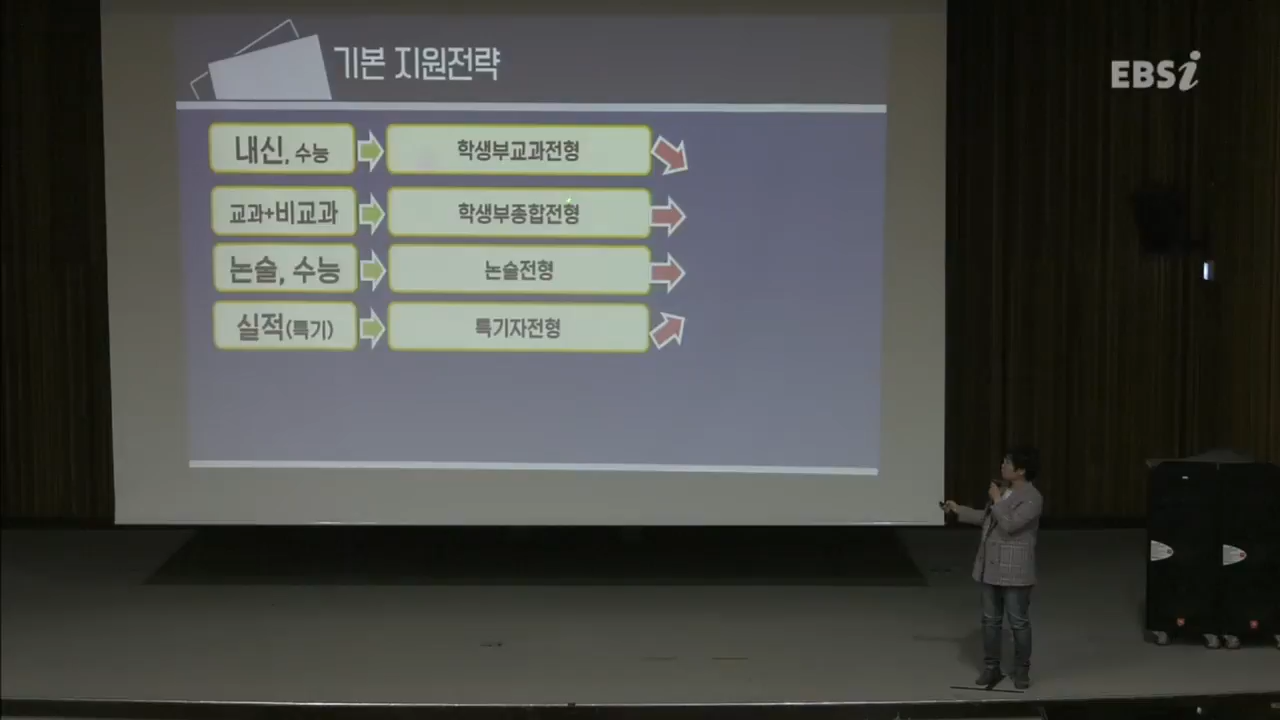 기본 지원전략
EBSi
내신, 수능
학생부교과전형
교과+비교과
학생부종합전형
논술, 수능
논술전형
실적(특기)
특기자전형